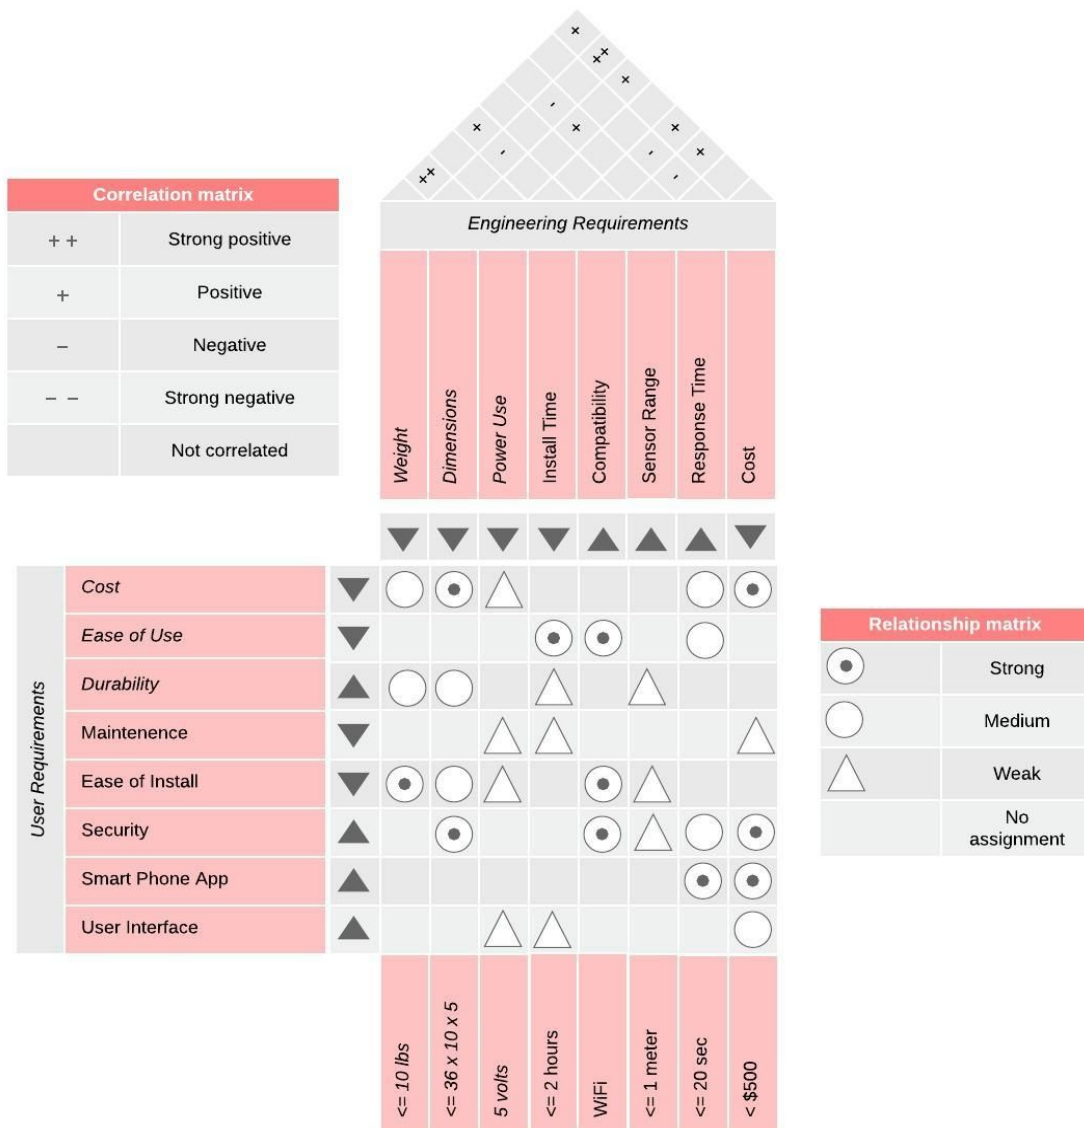 Correlation matrix
+ + Strong positive
+ Positive
− Negative
− − Strong negative
Not correlated
+
++
+
-
+
+
+
-
-
+
++
-
Engineering Requirements
Weight
Dimensions
Power Use
Install Time
Compatibility
Sensor Range
Response Time
Cost
User Requirements
Cost
Ease of Use
Durability
Maintenence
Ease of Install
Security
Smart Phone App
User Interface
Relationship matrix
Strong
Medium
Weak
No
assignment
<= 10 lbs
<= 36 x 10 x 5
5 volts
<= 2 hours
WiFi
<= 1 meter
<= 20 sec
< $500